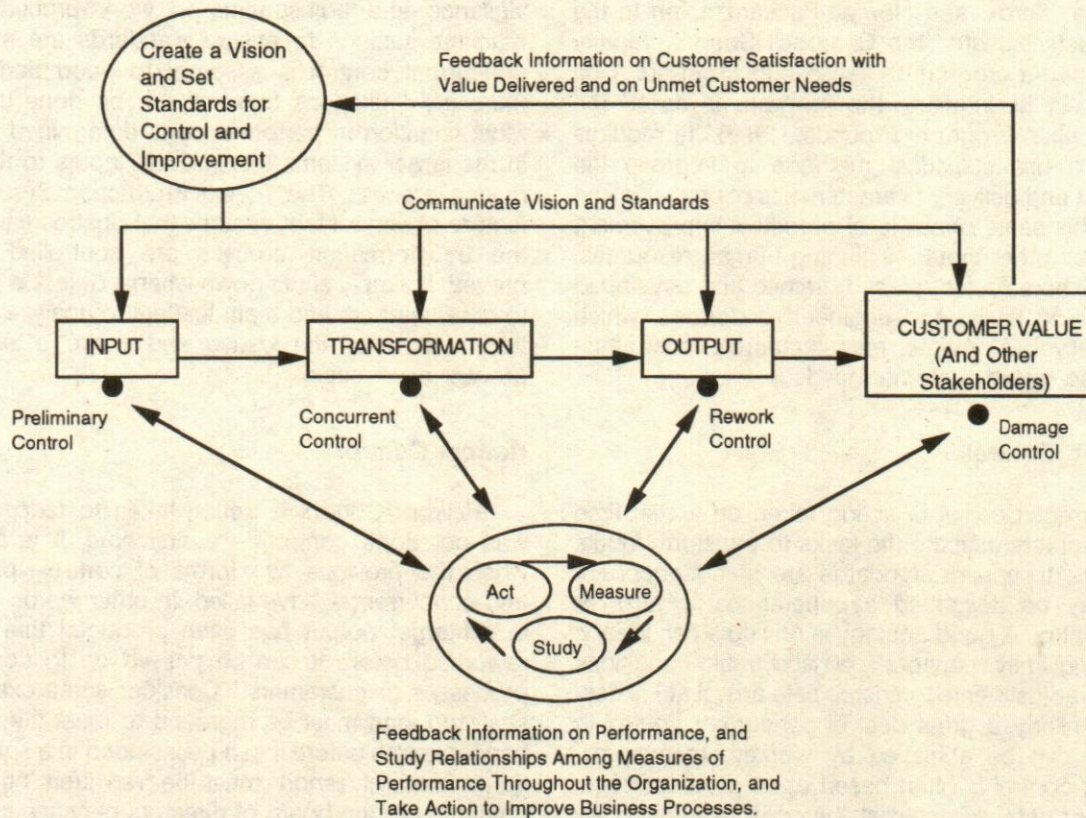 Create a Vision
and Set
Standards for
Control and
Improvement
Feedback Information on Customer Satisfaction with
Value Delivered and on Unmet Customer Needs
Communicate Vision and Standards
INPUT
TRANSFORMATION
OUTPUT
CUSTOMER VALUE
(And Other
Stakeholders)
Preliminary
Control
Concurrent
Control
Rework
Control
Damage
Control
Act
Measure
Study
Feedback Information on Performance, and
Study Relationships Among Measures of
Performance Throughout the Organization, and
Take Action to Improve Business Processes.